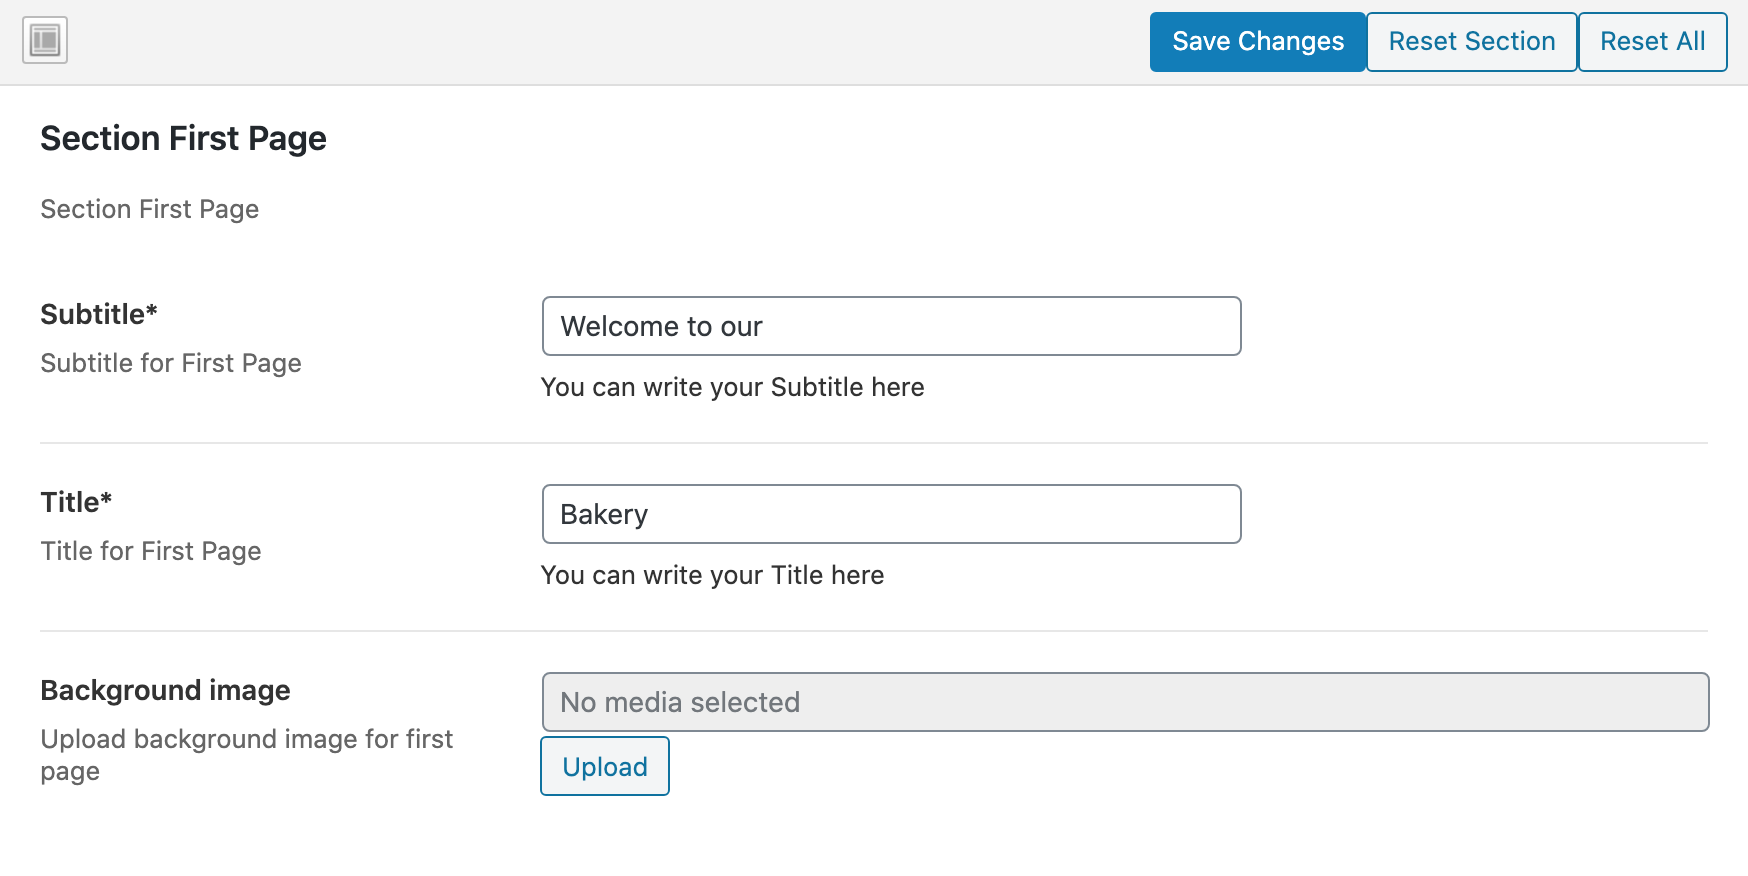 Save Changes Reset Section Reset All
Section First Page
Section First Page
Subtitle*
Subtitle for First Page
Welcome to our
You can write your Subtitle here
Title*
Title for First Page
Bakery
You can write your Title here
Background image
Upload background image for first
page
No media selected
Upload